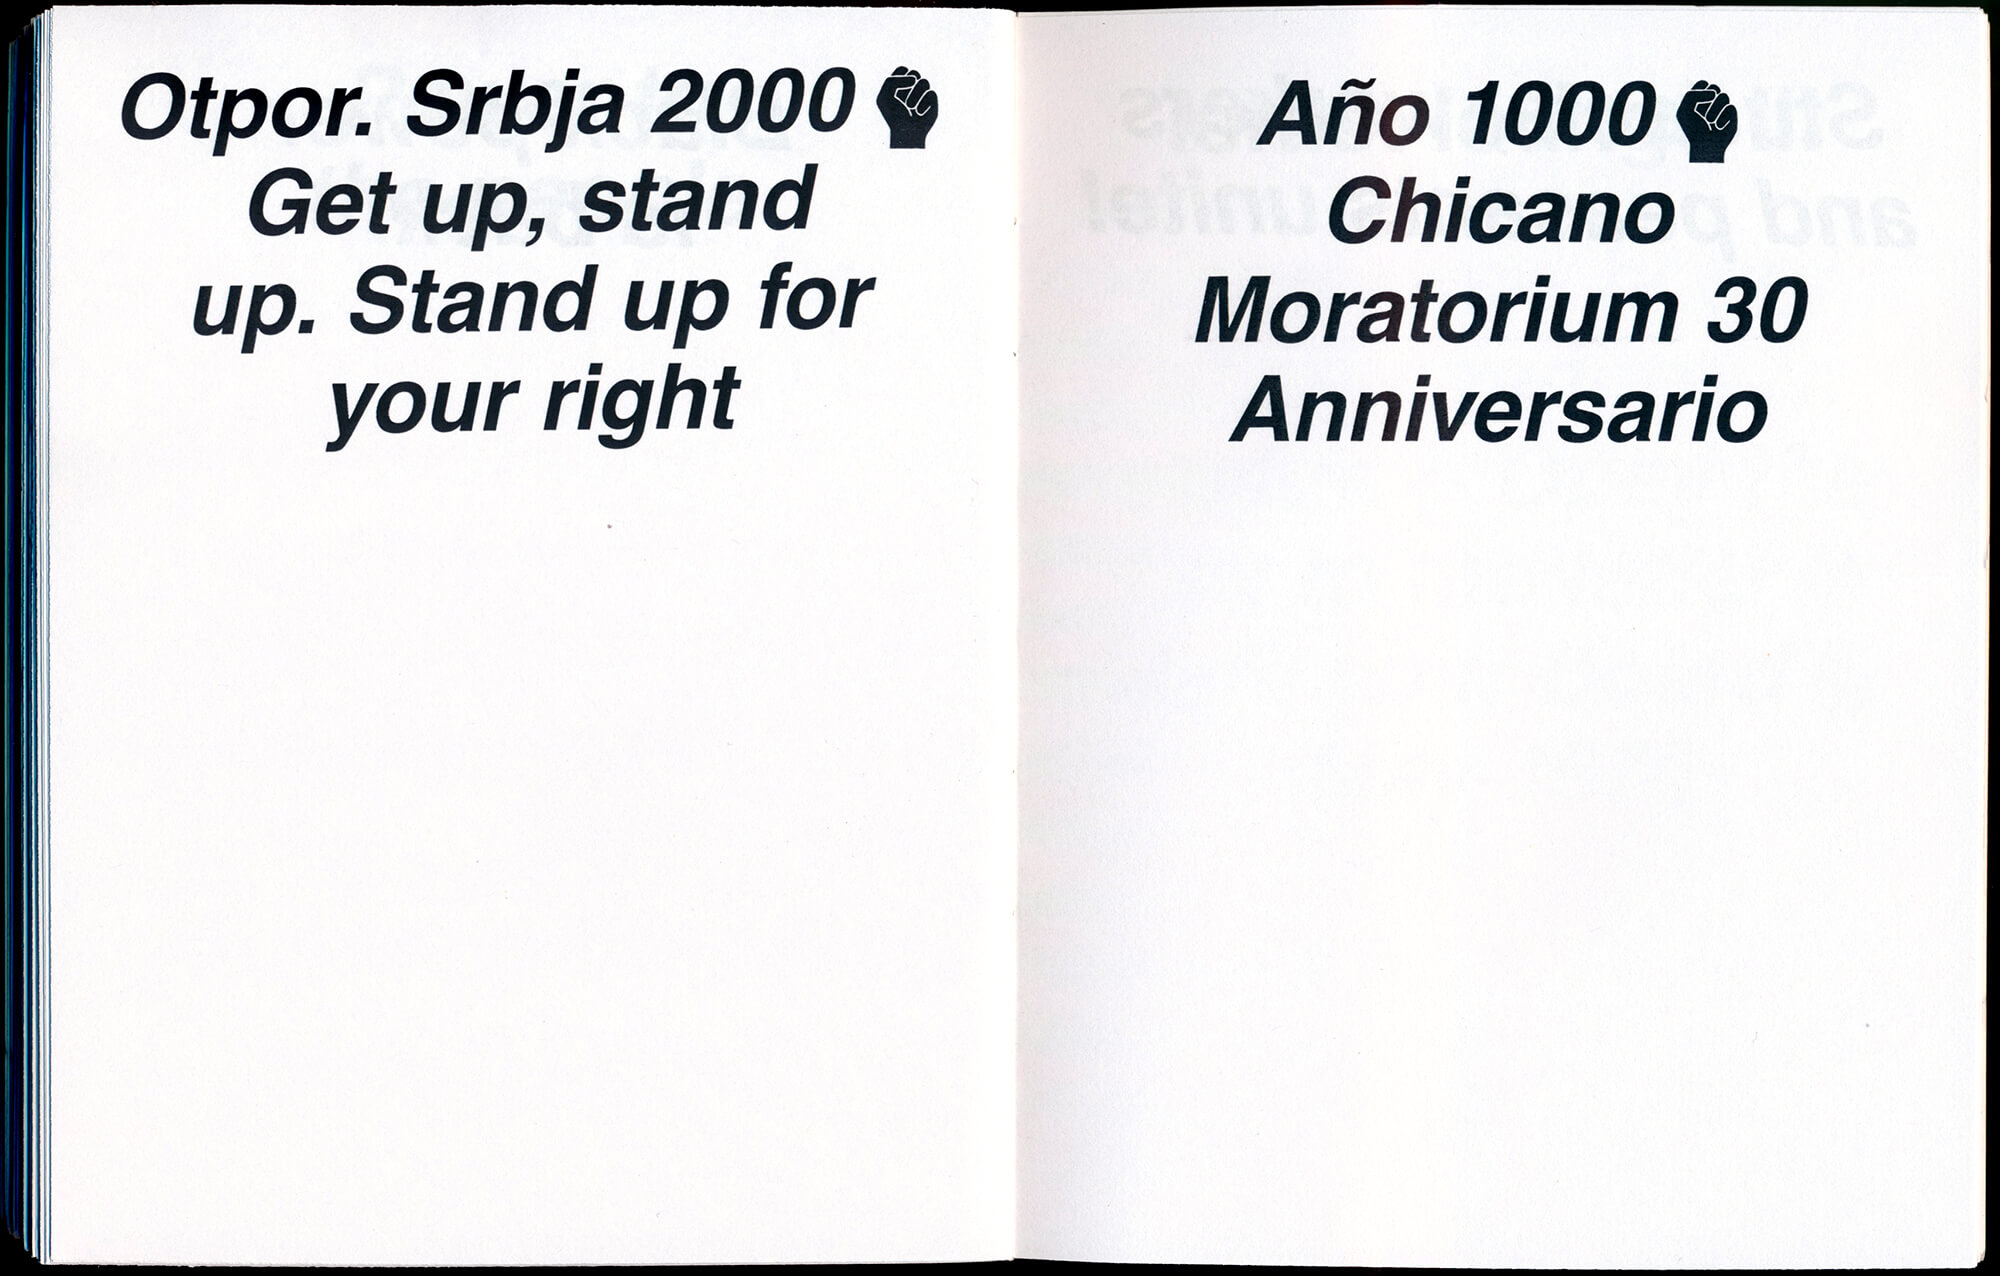 Otpor. Srbja 2000
Get up, stand
up. Stand up for
your right
Año 1000
Chicano
Moratorium 30
Anniversario